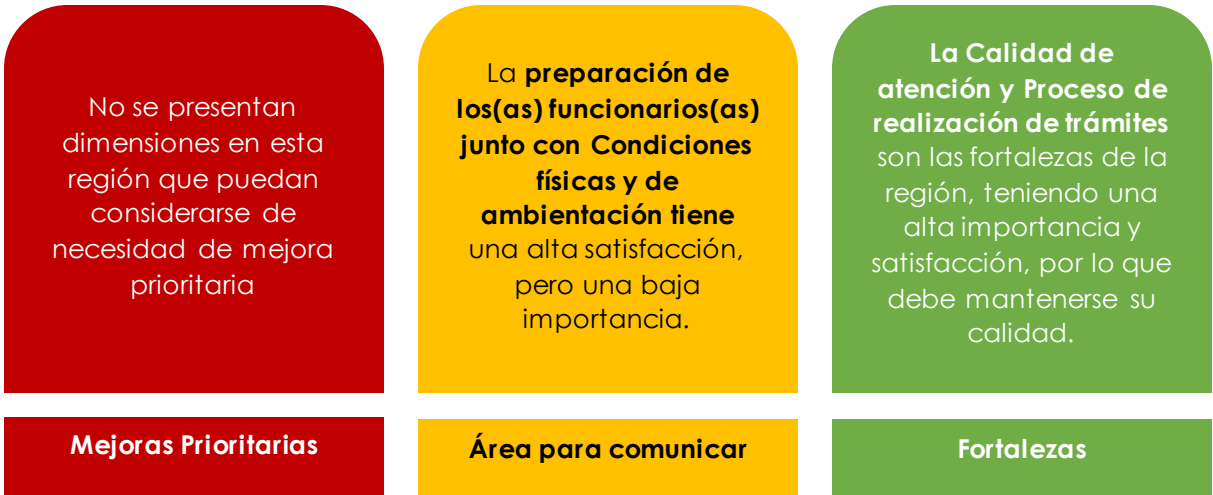 No se presentan
dimensiones en esta
región que puedan
considerarse de
necesidad de mejora
prioritaria
Mejoras Prioritarias
La preparación de
los(as) funcionarios(as)
junto con Condiciones
físicas y de
ambientación tiene
una alta satisfacción,
pero una baja
importancia.
Área para comunicar
La Calidad de
atención y Proceso de
realización de trámites
son las fortalezas de la
región, teniendo una
alta importancia y
satisfacción, por lo que
debe mantenerse su
calidad.
Fortalezas